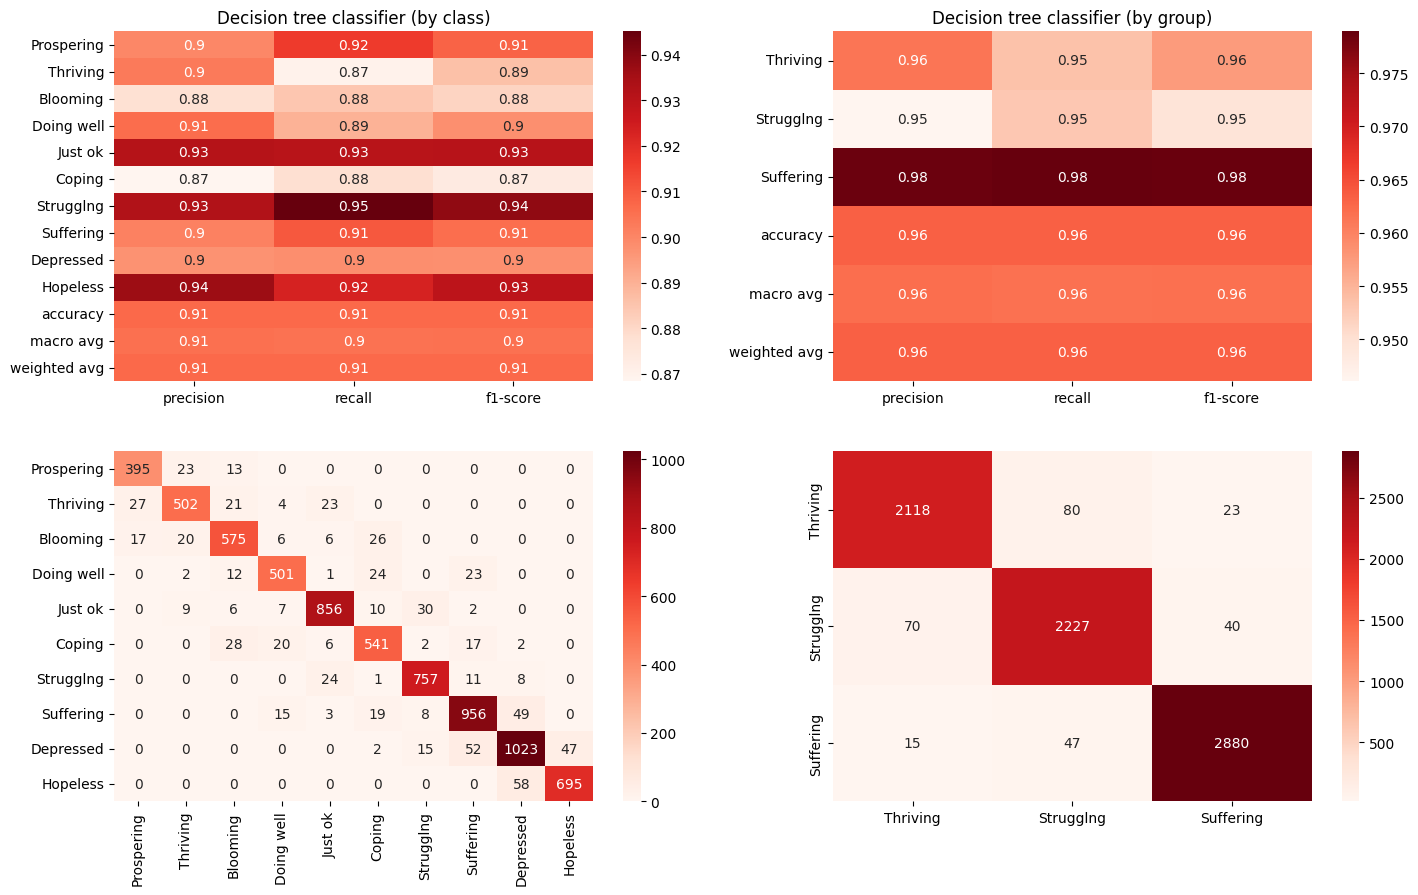 Decision tree classifier (by class)
Prospering 0.9 0.92 0.91
Thriving 0.9 0.87 0.89
Blooming 0.88 0.88 0.88
Doing well 0.91 0.89 0.9
Just ok 0.93 0.93 0.93
Coping 0.87 0.88 0.87
Strugglng 0.93 0.95 0.94
Suffering 0.9 0.91 0.91
Depressed 0.9 0.9 0.9
Hopeless 0.94 0.92 0.93
accuracy 0.91 0.91 0.91
macro avg 0.91 0.9 0.9
weighted avg 0.91 0.91 0.91
precision recall f1-score
0.94
0.93
0.92
0.91
0.90
0.89
0.88
0.87
Decision tree classifier (by group)
Thriving 0.96 0.95 0.96
Strugglng 0.95 0.95 0.95
Suffering 0.98 0.98 0.98
accuracy 0.96 0.96 0.96
macro avg 0.96 0.96 0.96
weighted avg 0.96 0.96 0.96
precision recall f1-score
0.975
0.970
0.965
0.960
0.955
0.950
Prospering 395 23 13 0 0 0 0 0 0 0
Thriving 27 502 21 4 23 0 0 0 0 0
Blooming 17 20 575 6 6 26 0 0 0 0
Doing well 0 2 12 501 1 24 0 23 0 0
Just ok 0 9 6 7 856 10 30 2 0 0
Coping 0 0 28 20 6 541 2 17 2 0
Strugglng 0 0 0 0 24 1 757 11 8 0
Suffering 0 0 0 15 3 19 8 956 49 0
Depressed 0 0 0 0 0 2 15 52 1023 47
Hopeless 0 0 0 0 0 0 0 0 58 695
Prospering Thriving Blooming Doing well Just ok Coping Strugglng Suffering Depressed Hopeless
1000
800
600
400
200
0
Thriving 2118 80 23
Strugglng 70 2227 40
Suffering 15 47 2880
Thriving Strugglng Suffering
2500
2000
1500
1000
500